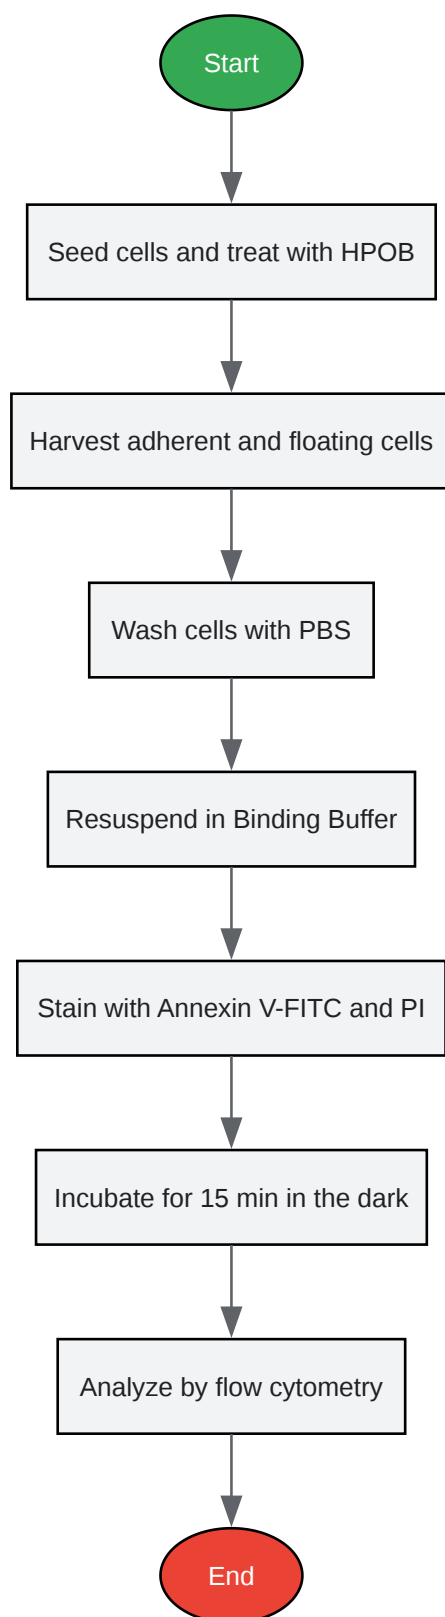 Start
Seed cells and treat with HPOB
Harvest adherent and floating cells
Wash cells with PBS
Resuspend in Binding Buffer
Stain with Annexin V-FITC and PI
Incubate for 15 min in the dark
Analyze by flow cytometry
End